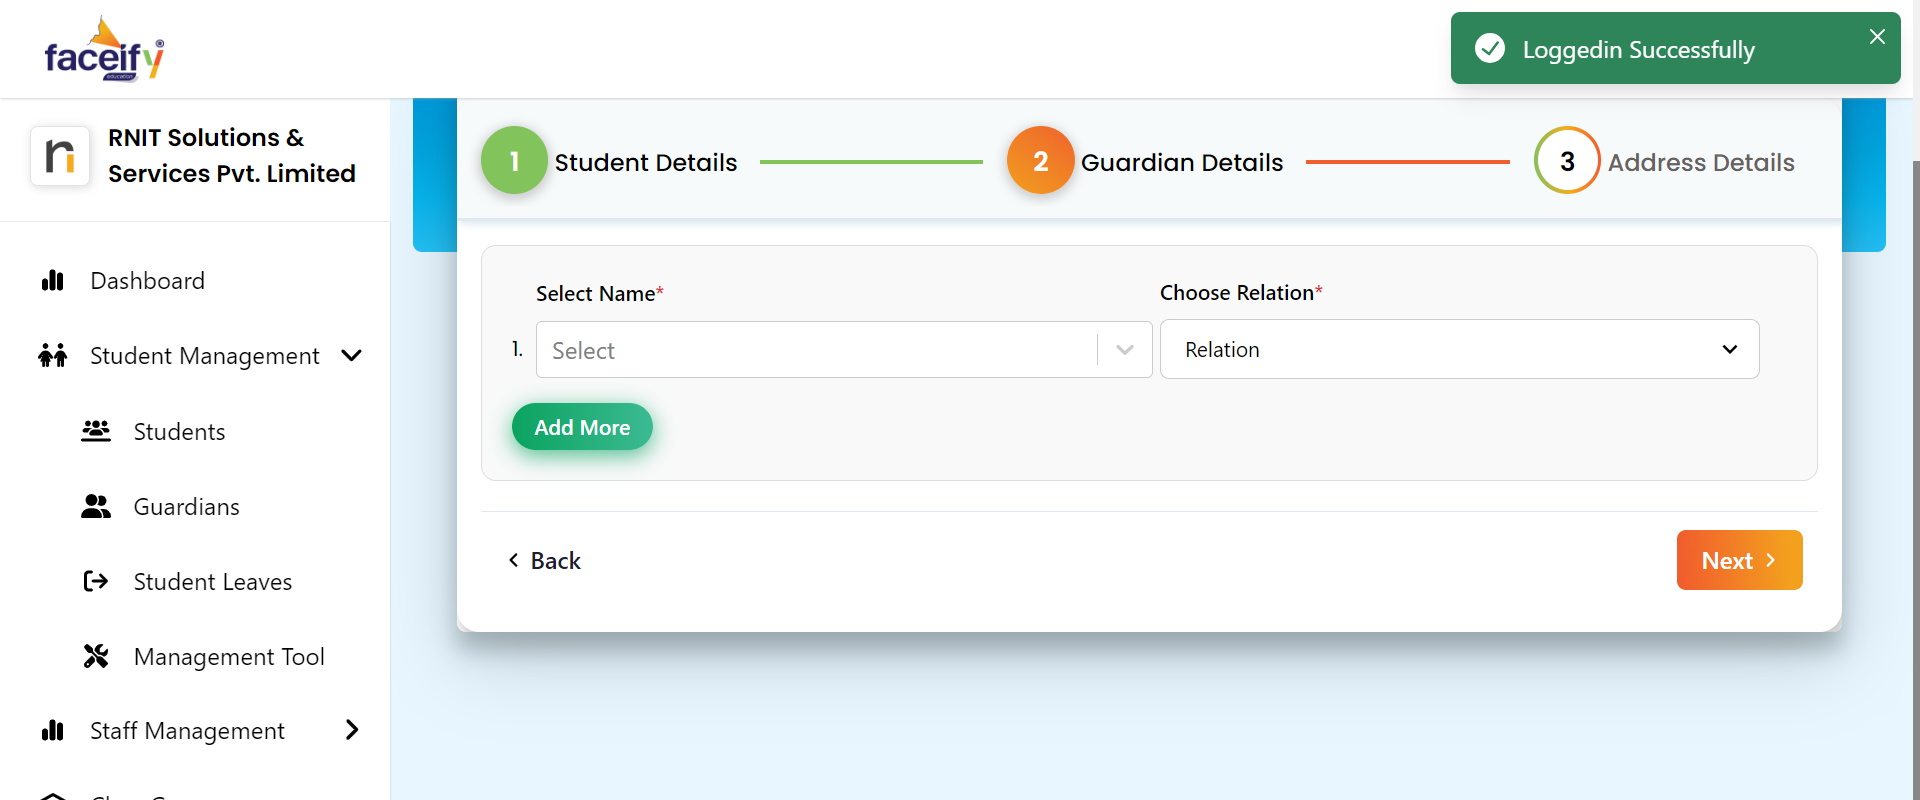 faceify®
education
Loggedin Successfully
RNIT Solutions &
Services Pvt. Limited
1 Student Details
2 Guardian Details
3 Address Details
Dashboard
Student Management
Students
Guardians
Student Leaves
Management Tool
Staff Management
Select Name*
Choose Relation*
1. Select
Relation
Add More
Back
Next